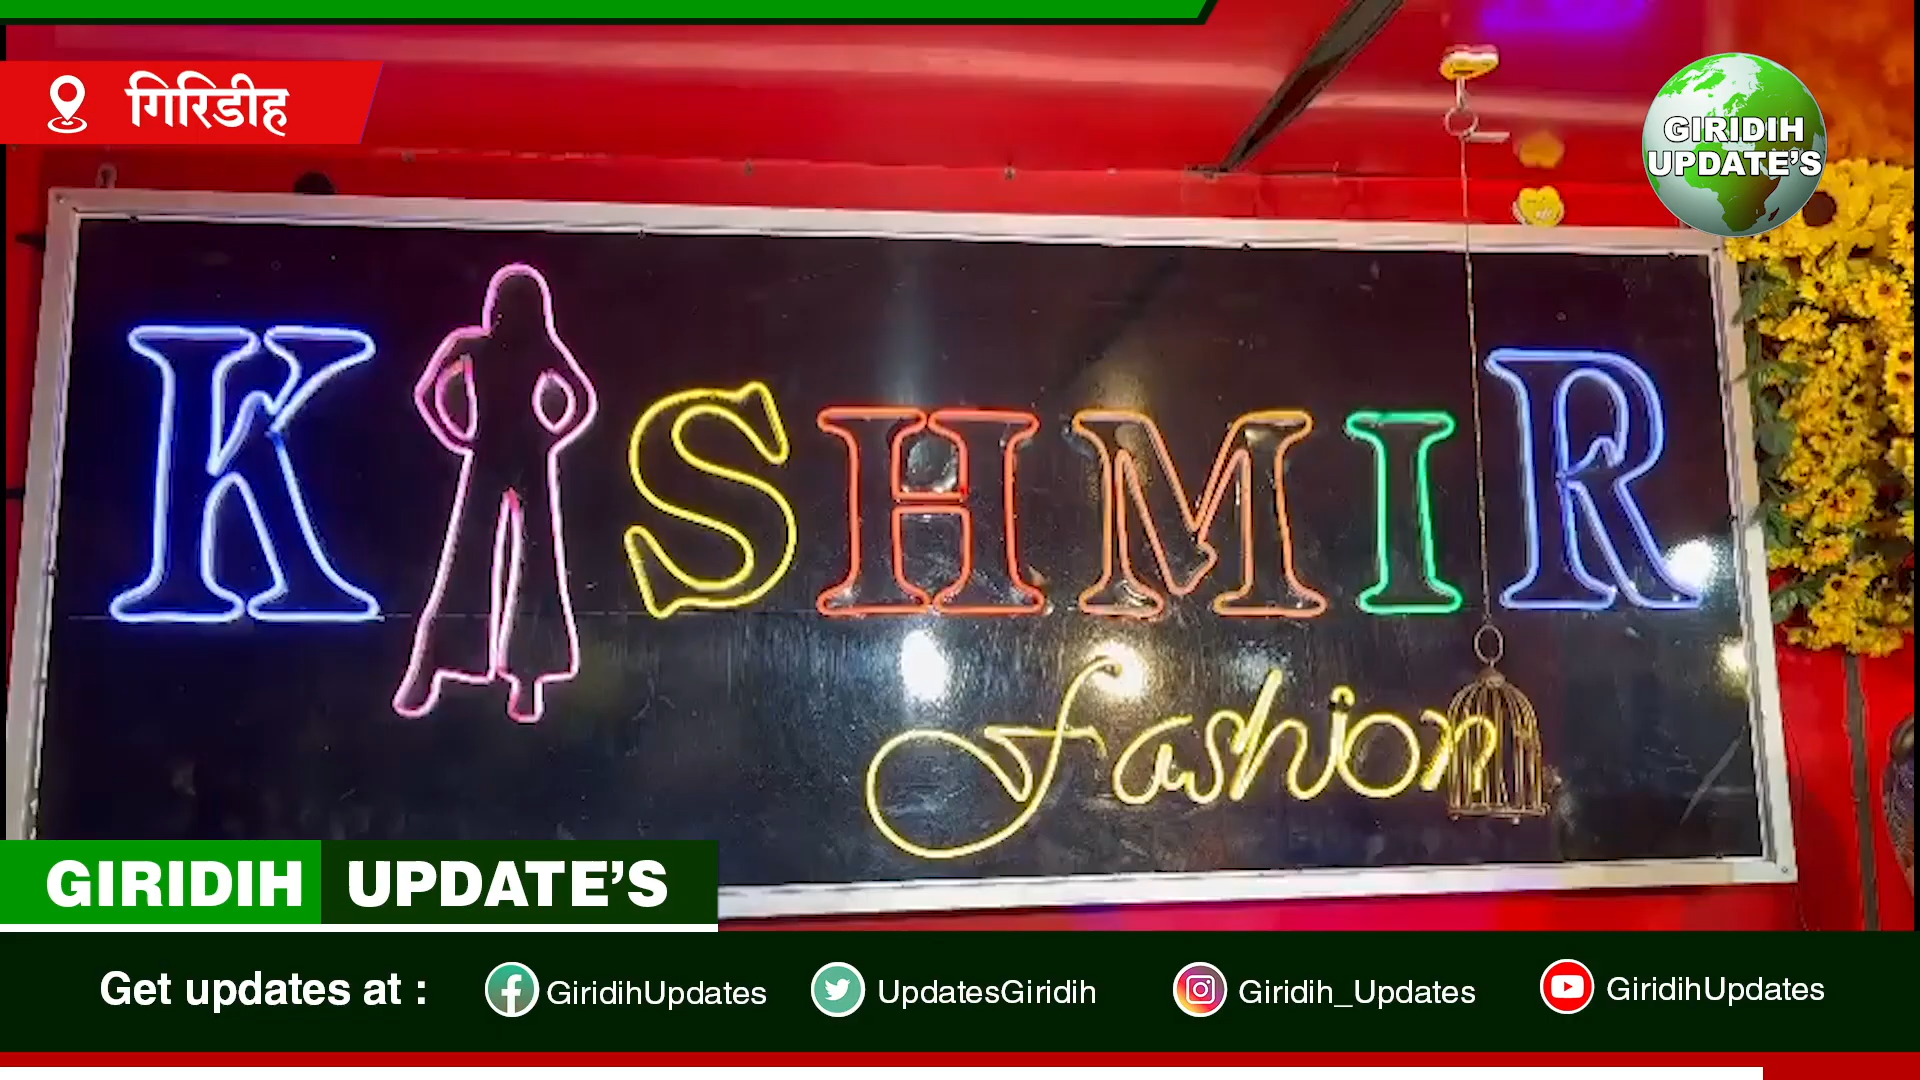 गिरिडीह
GIRIDIH
UPDATE'S
KASHMIR
Fashion
GIRIDIH UPDATE'S
Get updates at : GiridihUpdates UpdatesGiridih Giridih_Updates GiridihUpdates